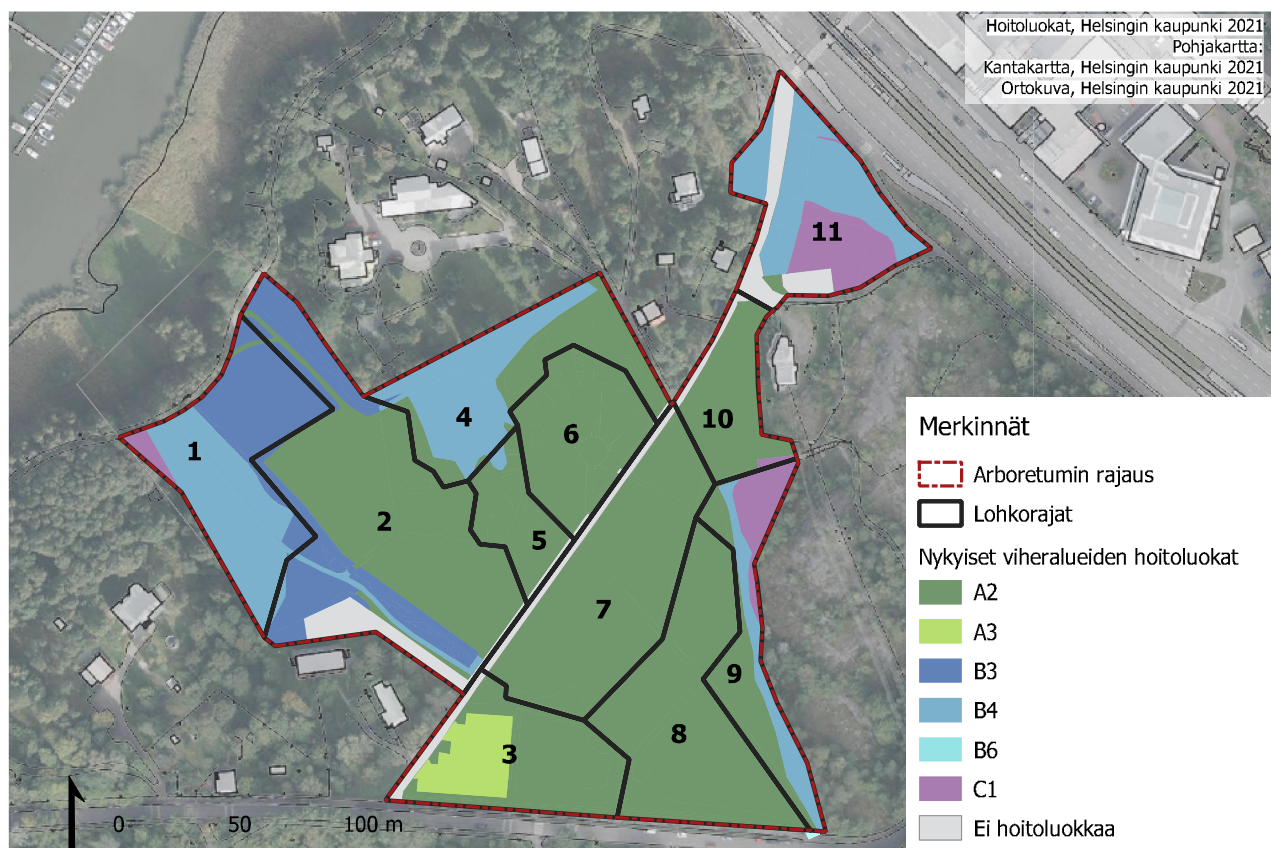 Hoitoluokat, Helsingin kaupunki 2021
Pohjakartta:
Kantakartta, Helsingin kaupunki 2021
Ortokuva, Helsingin kaupunki 2021
11
10
4
6
1
2
5
7
9
8
3
0 50 100 m
Merkinnät
Arboretumin rajaus
Lohkorajat
Nykyiset viheralueiden hoitoluokat
A2
A3
B3
B4
B6
C1
Ei hoitoluokkaa